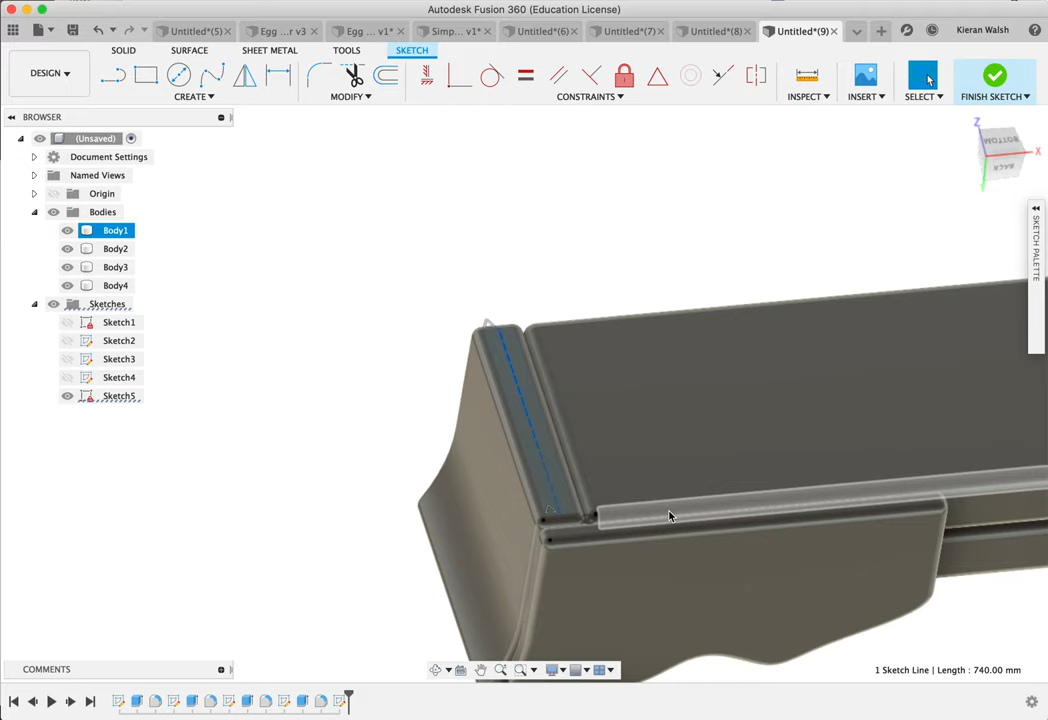 Autodesk Fusion 360 (Education License)
Untitled*(5) Egg ...r v3 Egg ... v1* Simp... v1* Untitled*(6) Untitled*(7) Untitled*(8) Untitled*(9) Kieran Walsh
SOLID SURFACE SHEET METAL TOOLS SKETCH
DESIGN
CREATE MODIFY CONSTRAINTS INSPECT INSERT SELECT FINISH SKETCH
BROWSER
(Unsaved)
Document Settings
Named Views
Origin
Bodies
Body1
Body2
Body3
Body4
Sketches
Sketch1
Sketch2
Sketch3
Sketch4
Sketch5
Z
BOTTOM
X
BACK
SKETCH PALETTE
COMMENTS
1 Sketch Line | Length : 740.00 mm